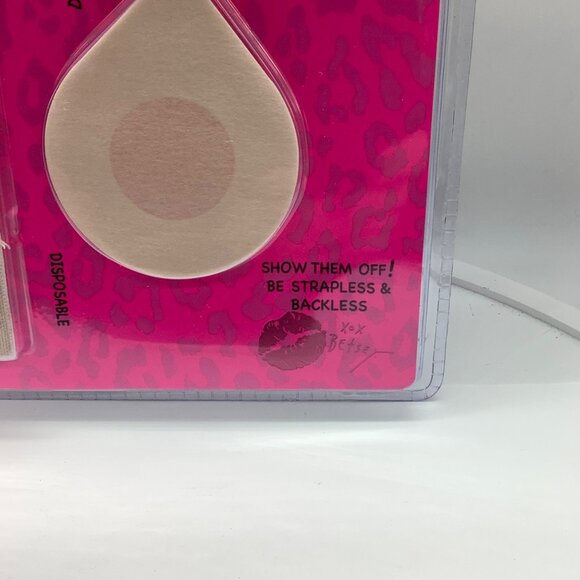 SHOW THEM OFF!
BE STRAPLESS &
BACKLESS
XOX
Betsey
DISPOSABLE